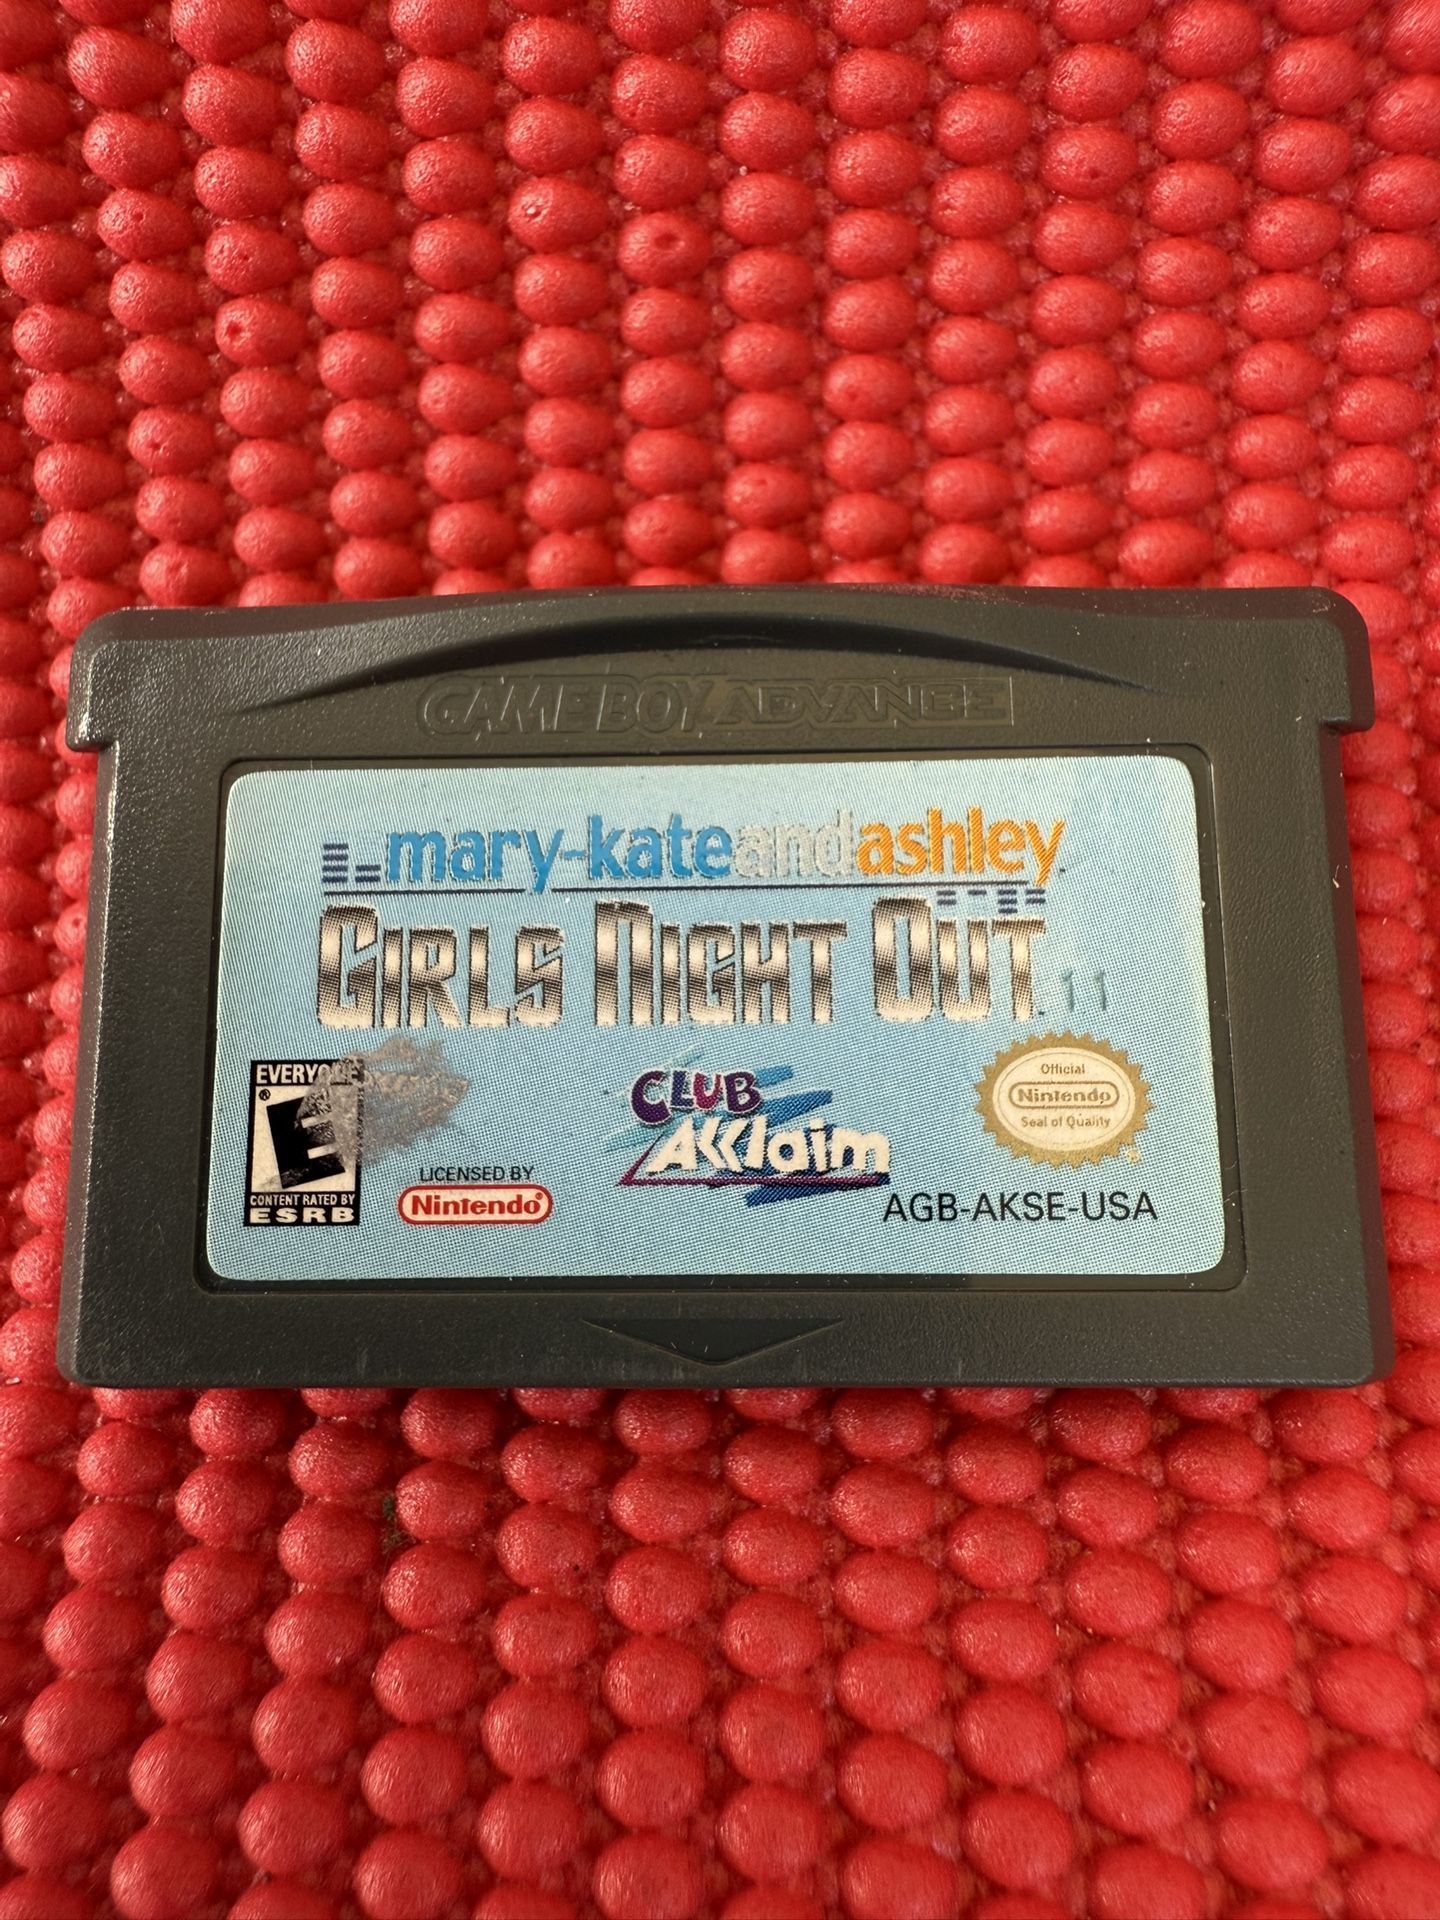 GAME BOY ADVANCE
mary-kateandashley
GIRLS NIGHT OUT
11
EVERYONE
E
®
CONTENT RATED BY
ESRB
LICENSED BY
Nintendo®
CLUB
Acclaim
Official
Nintendo
Seal of Quality
AGB-AKSE-USA